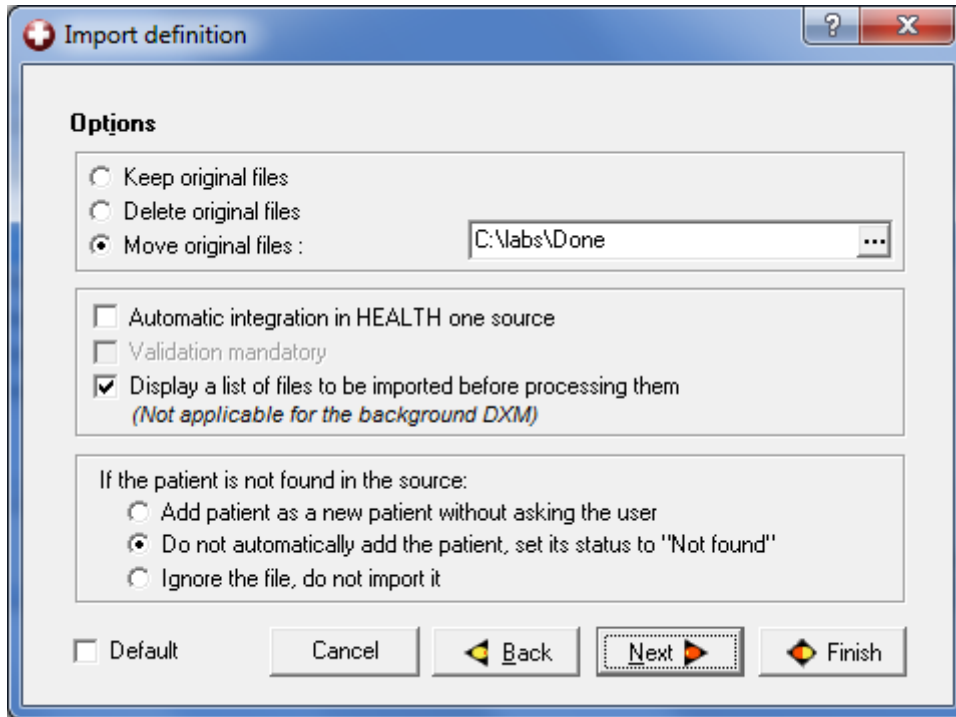 Import definition
Options
Keep original files
Delete original files
Move original files :
C:\labs\Done
...
Automatic integration in HEALTH one source
Validation mandatory
Display a list of files to be imported before processing them
(Not applicable for the background DXM)
If the patient is not found in the source:
Add patient as a new patient without asking the user
Do not automatically add the patient, set its status to "Not found"
Ignore the file, do not import it
Default
Cancel
Back
Next
Finish